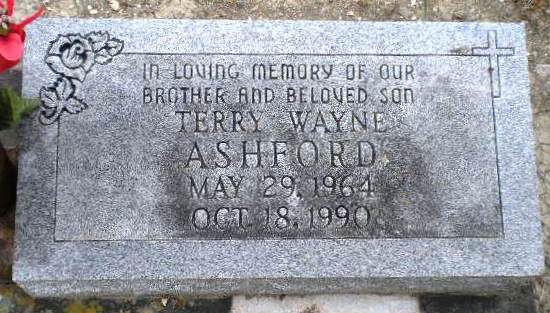 IN LOVING MEMORY OF OUR
BROTHER AND BELOVED SON
TERRY WAYNE
ASHFORD
MAY 29, 1964
OCT. 18, 1990